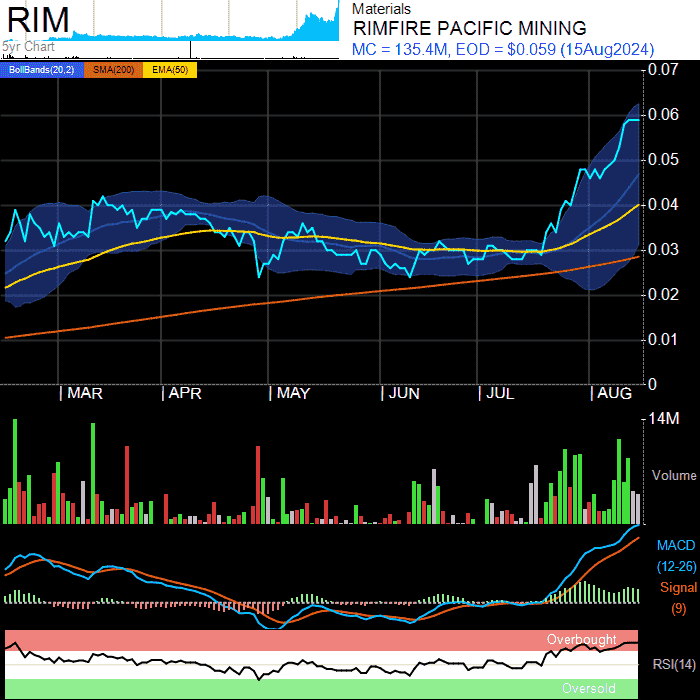 RIM
5yr Chart
Materials
RIMFIRE PACIFIC MINING
MC = 135.4M, EOD = $0.059 (15Aug2024)
BollBands(20,2) SMA(200) EMA(50)
0.07
0.06
0.05
0.04
0.03
0.02
0.01
0
MAR APR MAY JUN JUL AUG
14M
Volume
MACD
(12-26)
Signal
(9)
Overbought
RSI(14)
Oversold